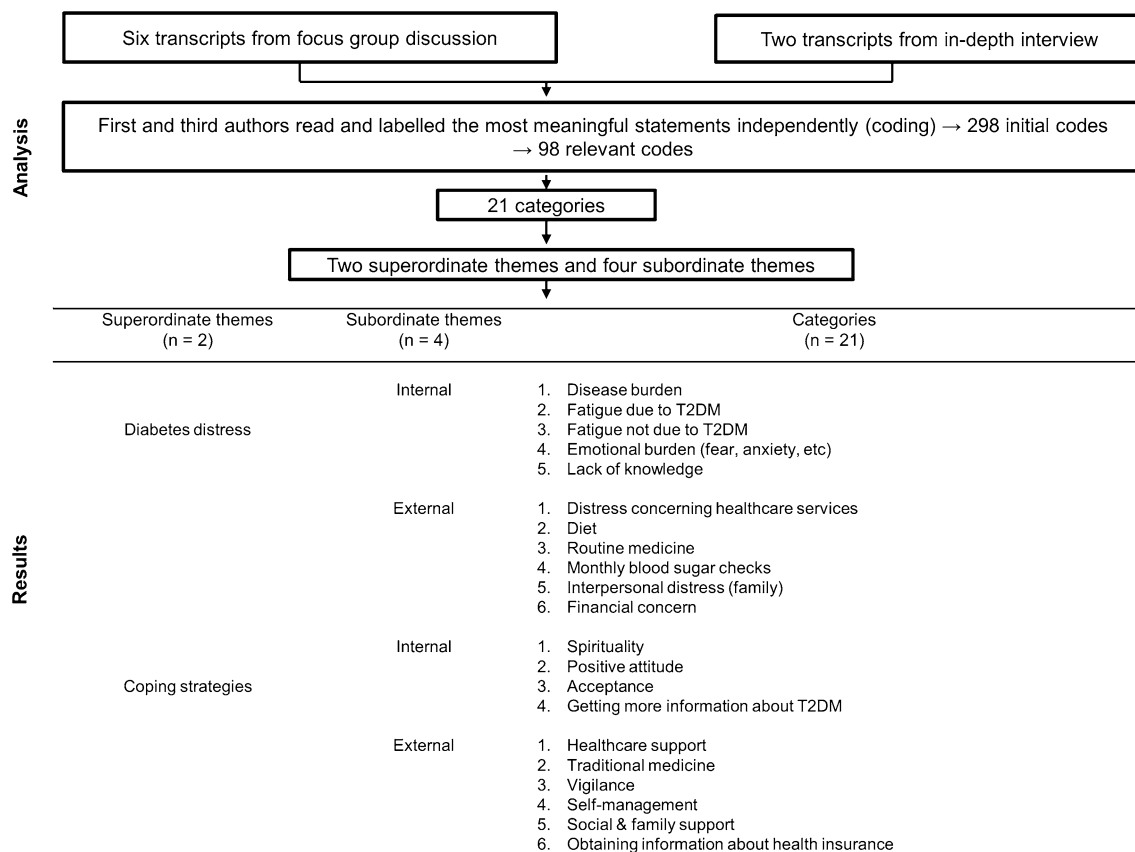 Six transcripts from focus group discussion
Two transcripts from in-depth interview
Analysis
First and third authors read and labelled the most meaningful statements independently (coding) → 298 initial codes
→ 98 relevant codes
21 categories
Two superordinate themes and four subordinate themes
Superordinate themes
(n = 2)
Subordinate themes
(n = 4)
Categories
(n = 21)
Results
Diabetes distress
Internal
1. Disease burden
2. Fatigue due to T2DM
3. Fatigue not due to T2DM
4. Emotional burden (fear, anxiety, etc)
5. Lack of knowledge
External
1. Distress concerning healthcare services
2. Diet
3. Routine medicine
4. Monthly blood sugar checks
5. Interpersonal distress (family)
6. Financial concern
Coping strategies
Internal
1. Spirituality
2. Positive attitude
3. Acceptance
4. Getting more information about T2DM
External
1. Healthcare support
2. Traditional medicine
3. Vigilance
4. Self-management
5. Social & family support
6. Obtaining information about health insurance